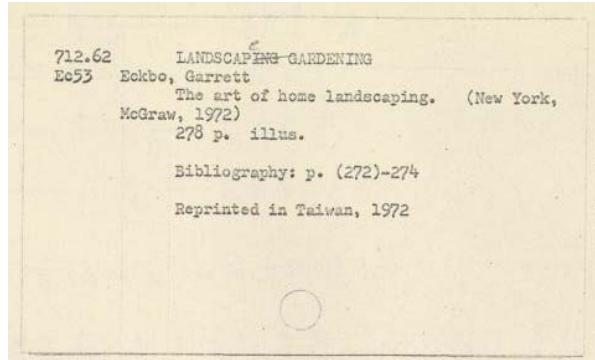 712.62 LANDSCAPE GARDENING
Ec53 Eckbo, Garrett
The art of home landscaping. (New York,
McGraw, 1972)
278 p. illus.
Bibliography: p. (272)-274
Reprinted in Taiwan, 1972